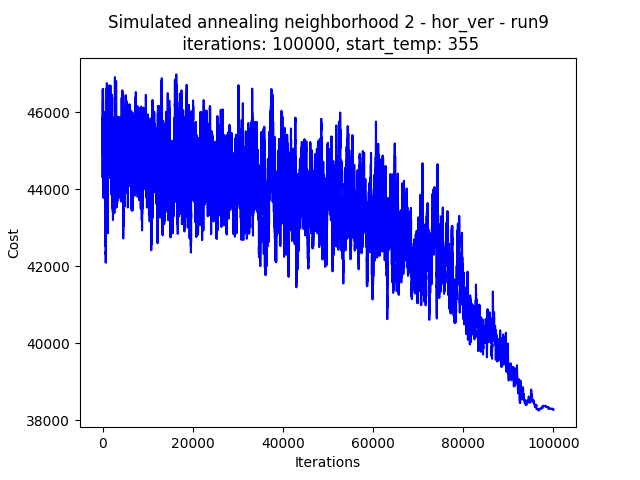 Simulated annealing neighborhood 2 - hor_ver - run9
iterations: 100000, start_temp: 355
46000
44000
42000
40000
38000
Cost
0 20000 40000 60000 80000 100000
Iterations